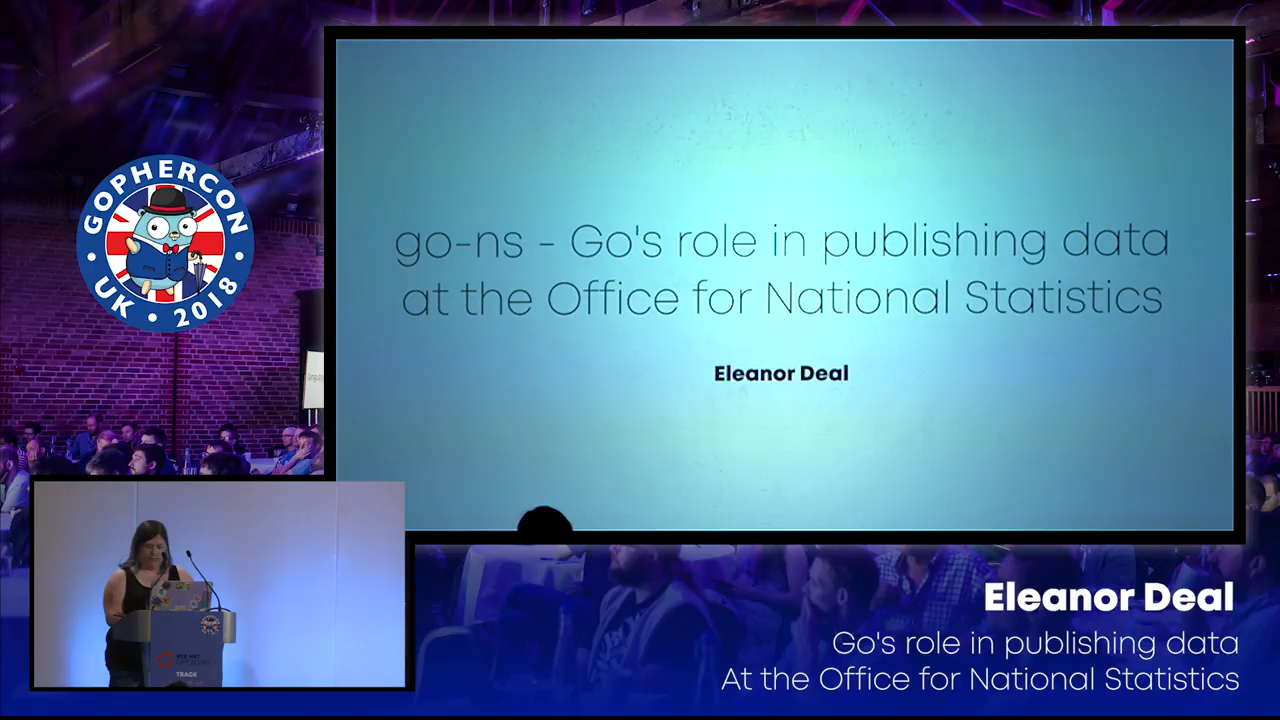 GOPHERCON
UK • 2018
go-ns - Go's role in publishing data
at the Office for National Statistics
Eleanor Deal
TRACK
Eleanor Deal
Go's role in publishing data
At the Office for National Statistics